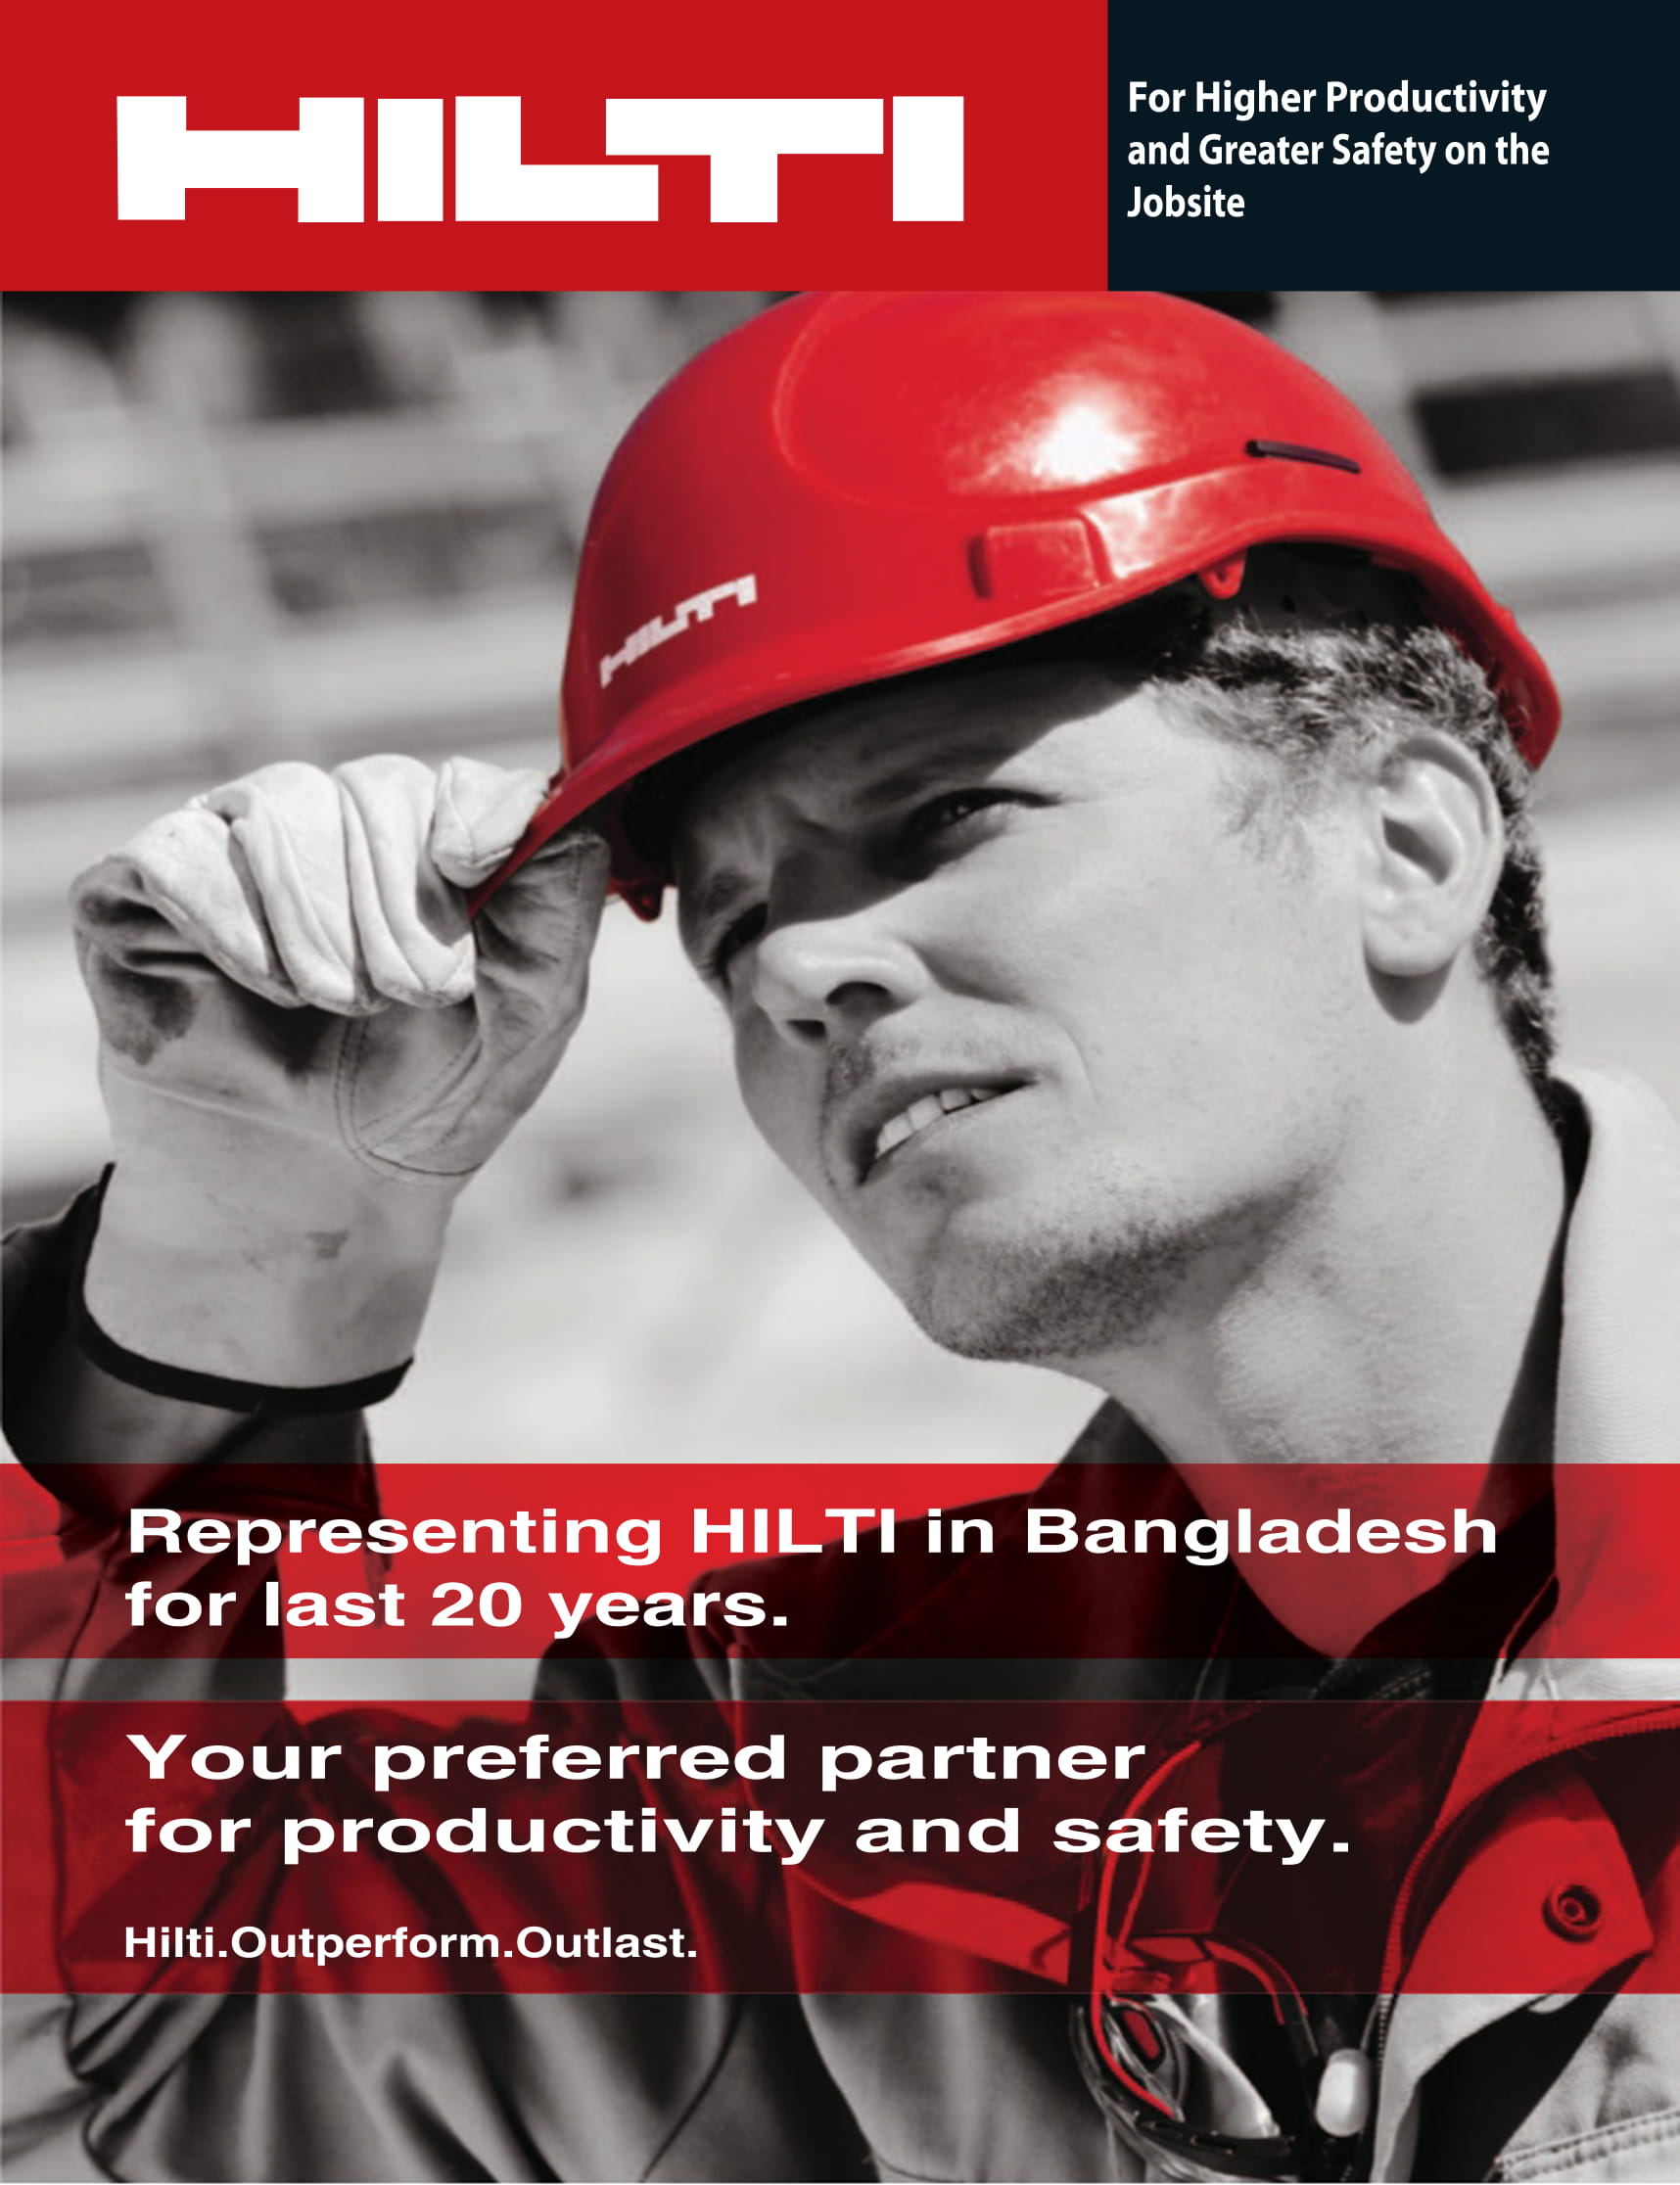 HILTI
For Higher Productivity
and Greater Safety on the
Jobsite
HILTI
Representing HILTI in Bangladesh
for last 20 years.
Your preferred partner
for productivity and safety.
Hilti.Outperform.Outlast.